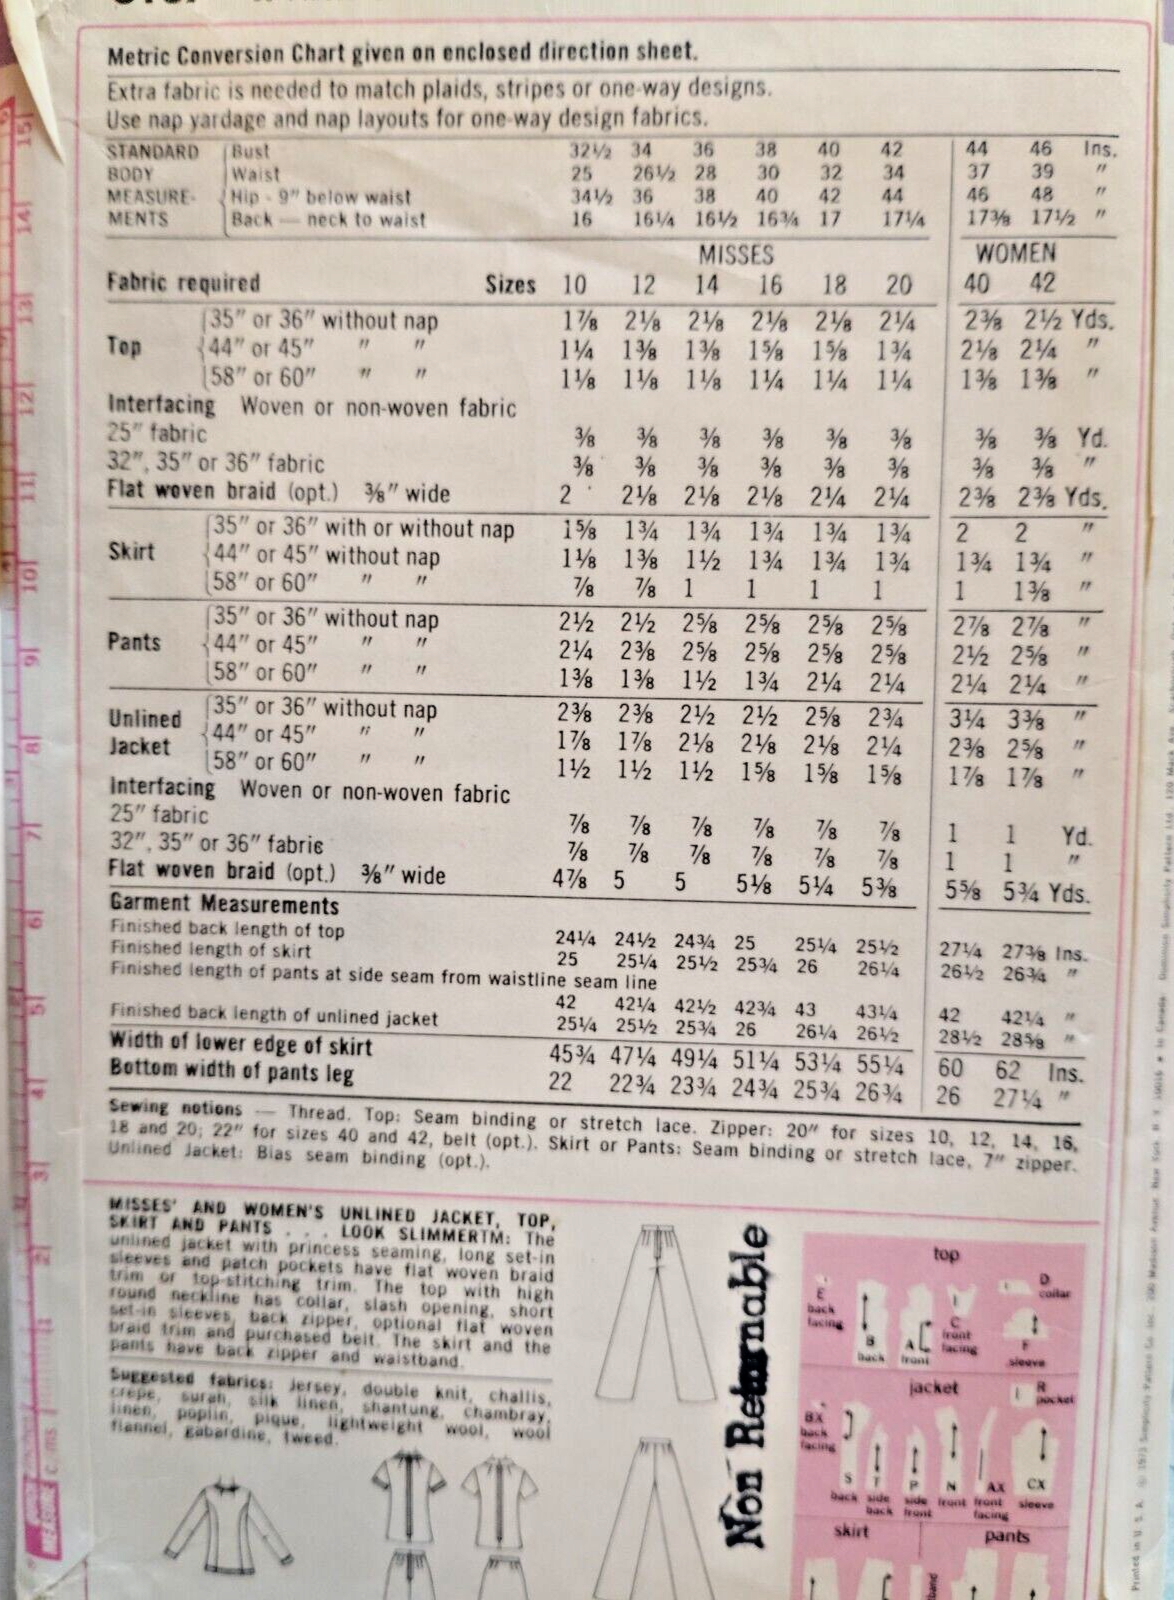 Metric Conversion Chart given on enclosed direction sheet.
Extra fabric is needed to match plaids, stripes or one-way designs.
Use nap yardage and nap layouts for one-way design fabrics.
STANDARD Bust 32½ 34 36 38 40 42 44 46 Ins.
BODY Waist 25 26½ 28 30 32 34 37 39 "
MEASURE- Hip - 9" below waist 34½ 36 38 40 42 44 46 48 "
MENTS Back — neck to waist 16 16¼ 16½ 16¾ 17 17¼ 17⅜ 17½ "
MISSES WOMEN
Fabric required Sizes 10 12 14 16 18 20 40 42
35" or 36" without nap 1⅞ 2⅛ 2⅛ 2⅛ 2⅛ 2¼ 2⅜ 2½ Yds.
Top 44" or 45" " " 1¼ 1⅜ 1⅜ 1⅝ 1⅝ 1¾ 2⅛ 2¼ "
58" or 60" " " 1⅛ 1⅛ 1⅛ 1¼ 1¼ 1¼ 1⅜ 1⅜ "
Interfacing Woven or non-woven fabric
25" fabric ⅜ ⅜ ⅜ ⅜ ⅜ ⅜ ⅜ ⅜ Yd.
32", 35" or 36" fabric ⅜ ⅜ ⅜ ⅜ ⅜ ⅜ ⅜ ⅜ "
Flat woven braid (opt.) ⅜" wide 2 2⅛ 2⅛ 2⅛ 2¼ 2¼ 2⅜ 2⅜ Yds.
35" or 36" with or without nap 1⅝ 1¾ 1¾ 1¾ 1¾ 1¾ 2 2 "
Skirt 44" or 45" without nap 1⅛ 1⅜ 1½ 1¾ 1¾ 1¾ 1¾ 1¾ "
58" or 60" " " ⅞ ⅞ 1 1 1 1 1 1⅜ "
35" or 36" without nap 2½ 2½ 2⅝ 2⅝ 2⅝ 2⅝ 2⅞ 2⅞ "
Pants 44" or 45" " " 2¼ 2⅜ 2⅝ 2⅝ 2⅝ 2⅝ 2½ 2⅝ "
58" or 60" " " 1⅜ 1⅜ 1½ 1¾ 2¼ 2¼ 2¼ 2¼ "
Unlined 35" or 36" without nap 2⅜ 2⅜ 2½ 2½ 2⅝ 2¾ 3¼ 3⅜ "
Jacket 44" or 45" " " 1⅞ 1⅞ 2⅛ 2⅛ 2⅛ 2¼ 2⅜ 2⅝ "
58" or 60" " " 1½ 1½ 1½ 1⅝ 1⅝ 1⅝ 1⅞ 1⅞ "
Interfacing Woven or non-woven fabric
25" fabric ⅞ ⅞ ⅞ ⅞ ⅞ ⅞ 1 1 Yd.
32", 35" or 36" fabric ⅞ ⅞ ⅞ ⅞ ⅞ ⅞ 1 1 "
Flat woven braid (opt.) ⅜" wide 4⅞ 5 5 5⅛ 5¼ 5⅜ 5⅝ 5¾ Yds.
Garment Measurements
Finished back length of top 24¼ 24½ 24¾ 25 25¼ 25½ 27¼ 27⅜ Ins.
Finished length of skirt 25 25¼ 25½ 25¾ 26 26¼ 26½ 26¾ "
Finished length of pants at side seam from waistline seam line
42 42¼ 42½ 42¾ 43 43¼ 42 42¼ "
Finished back length of unlined jacket 25¼ 25½ 25¾ 26 26¼ 26½ 28½ 28⅝ "
Width of lower edge of skirt 45¾ 47¼ 49¼ 51¼ 53¼ 55¼ 60 62 Ins.
Bottom width of pants leg 22 22¾ 23¾ 24¾ 25¾ 26¾ 26 27¼ "
Sewing notions — Thread. Top: Seam binding or stretch lace. Zipper: 20" for sizes 10, 12, 14, 16,
18 and 20; 22" for sizes 40 and 42, belt (opt.). Skirt or Pants: Seam binding or stretch lace, 7" zipper.
Unlined Jacket: Bias seam binding (opt.).
MISSES' AND WOMEN'S UNLINED JACKET, TOP,
SKIRT AND PANTS . . . LOOK SLIMMERTM: The
unlined jacket with princess seaming, long set-in
sleeves and patch pockets have flat woven braid
trim or top-stitching trim. The top with high
round neckline has collar, slash opening, short
set-in sleeves, back zipper, optional flat woven
braid trim and purchased belt. The skirt and the
pants have back zipper and waistband.
Suggested fabrics: Jersey, double knit, challis,
crepe, surah, silk linen, shantung, chambray,
linen, poplin, pique, lightweight wool, wool
flannel, gabardine, tweed.
Non Returnable
top
E back facing
B back
A front
C front facing
D collar
F sleeve
jacket
R pocket
BX back facing
S back
T side back
P side front
N front
AX front facing
CX sleeve
skirt
pants
MEASURE
15
14
13
12
11
10
9
8
7
6
5
4
3
2
1
Printed in U.S.A.